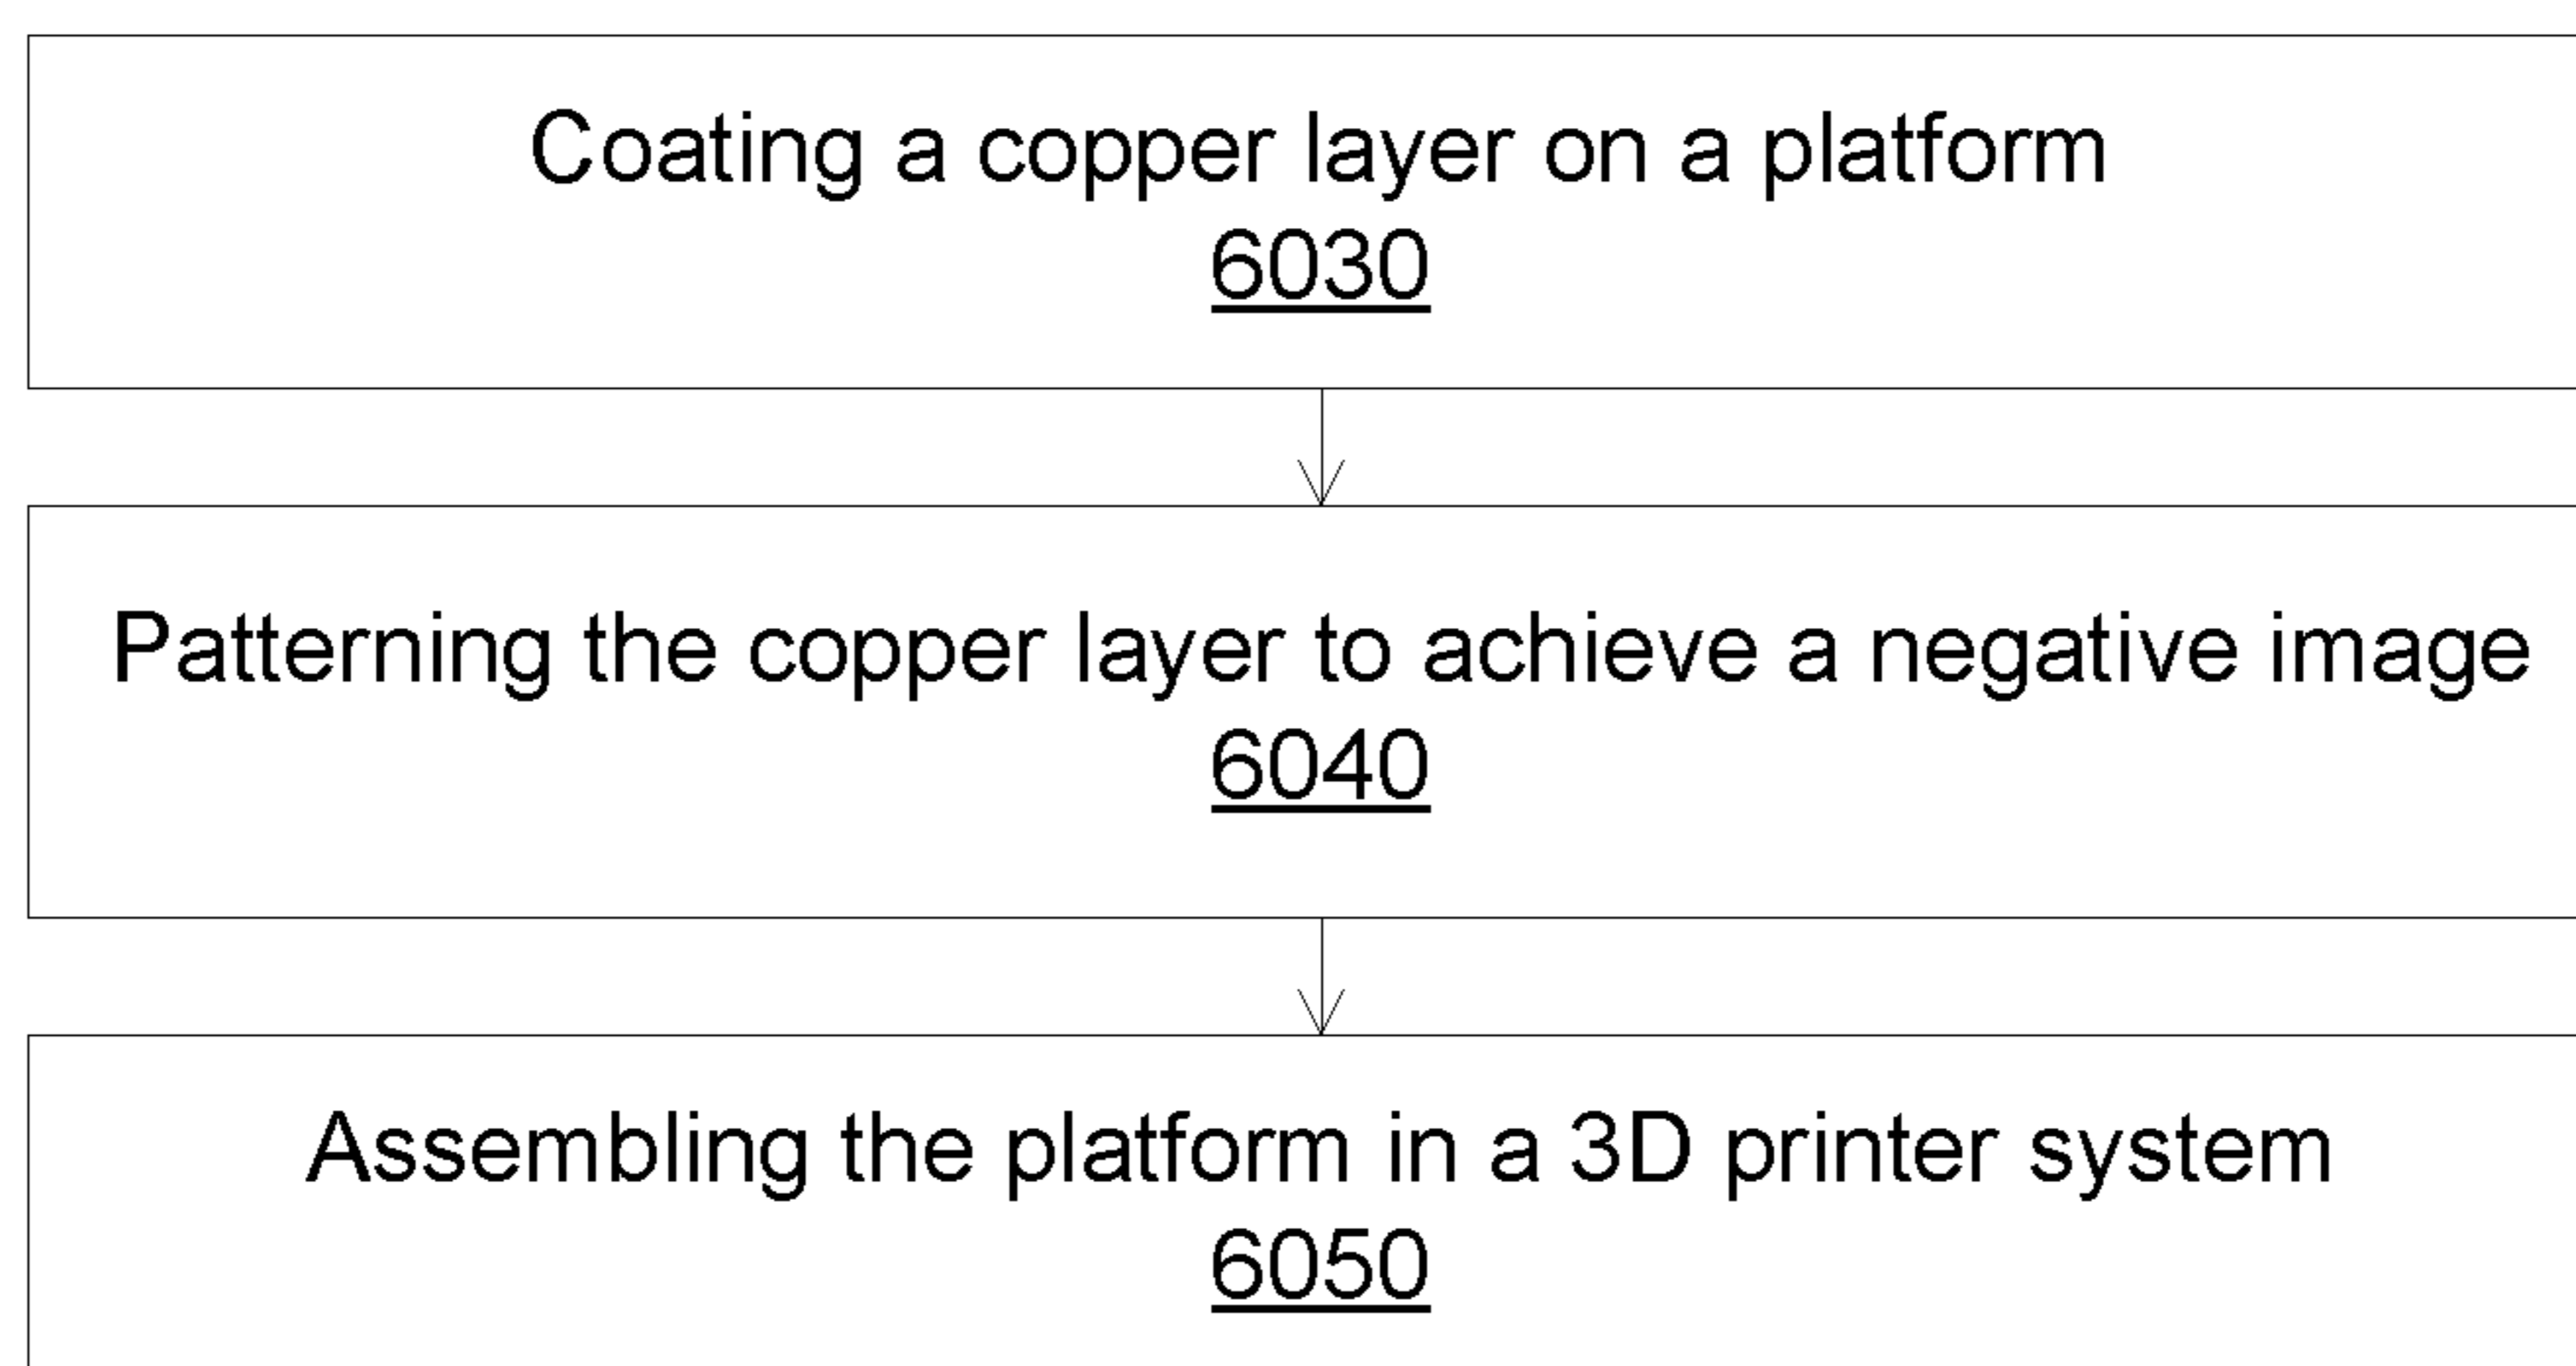 Coating a copper layer on a platform
6030
Patterning the copper layer to achieve a negative image
6040
Assembling the platform in a 3D printer system
6050